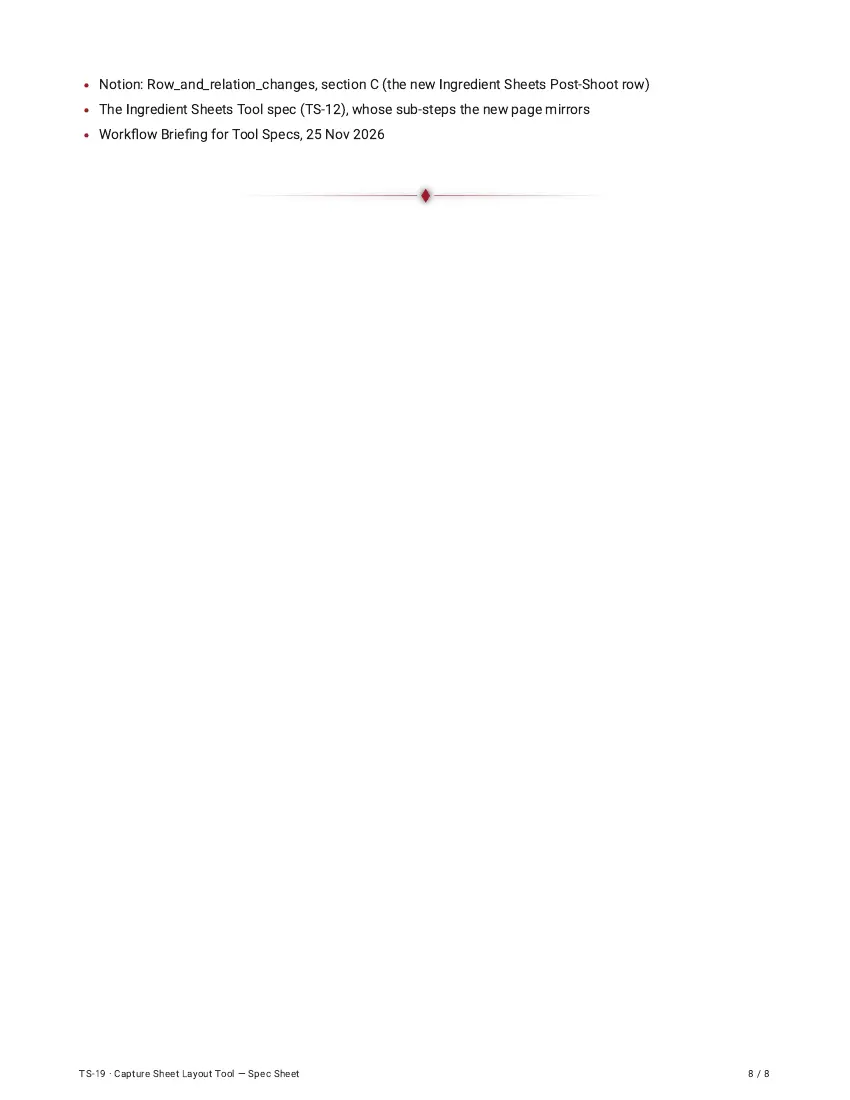 • Notion: Row_and_relation_changes, section C (the new Ingredient Sheets Post-Shoot row)
• The Ingredient Sheets Tool spec (TS-12), whose sub-steps the new page mirrors
• Workflow Briefing for Tool Specs, 25 Nov 2026
TS-19 · Capture Sheet Layout Tool — Spec Sheet
8 / 8